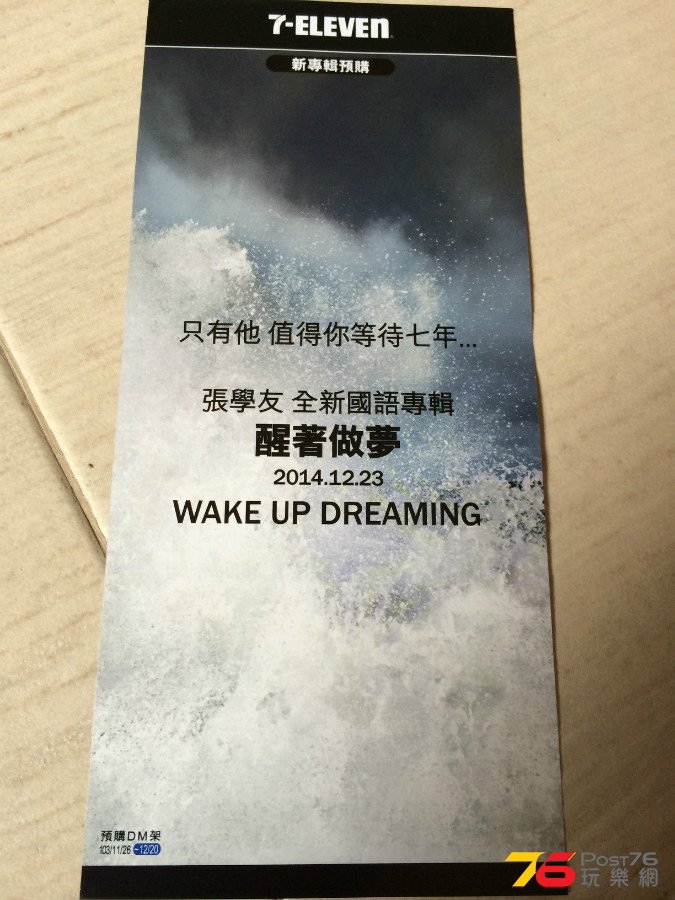 7-ELEVEN
新專輯預購
只有他 值得你等待七年...
張學友 全新國語專輯
醒著做夢
2014.12.23
WAKE UP DREAMING
預購DM架
103/11/26 ~12/20
76 POST76
玩樂網